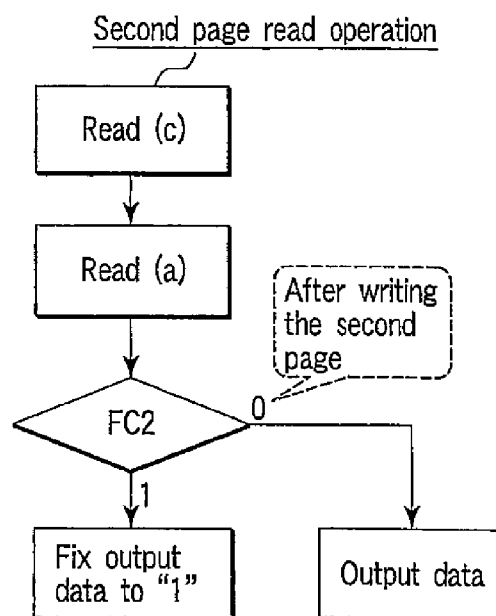 Second page read operation
Read (c)
Read (a)
After writing
the second
page
FC2
0
1
Fix output
data to “1”
Output data